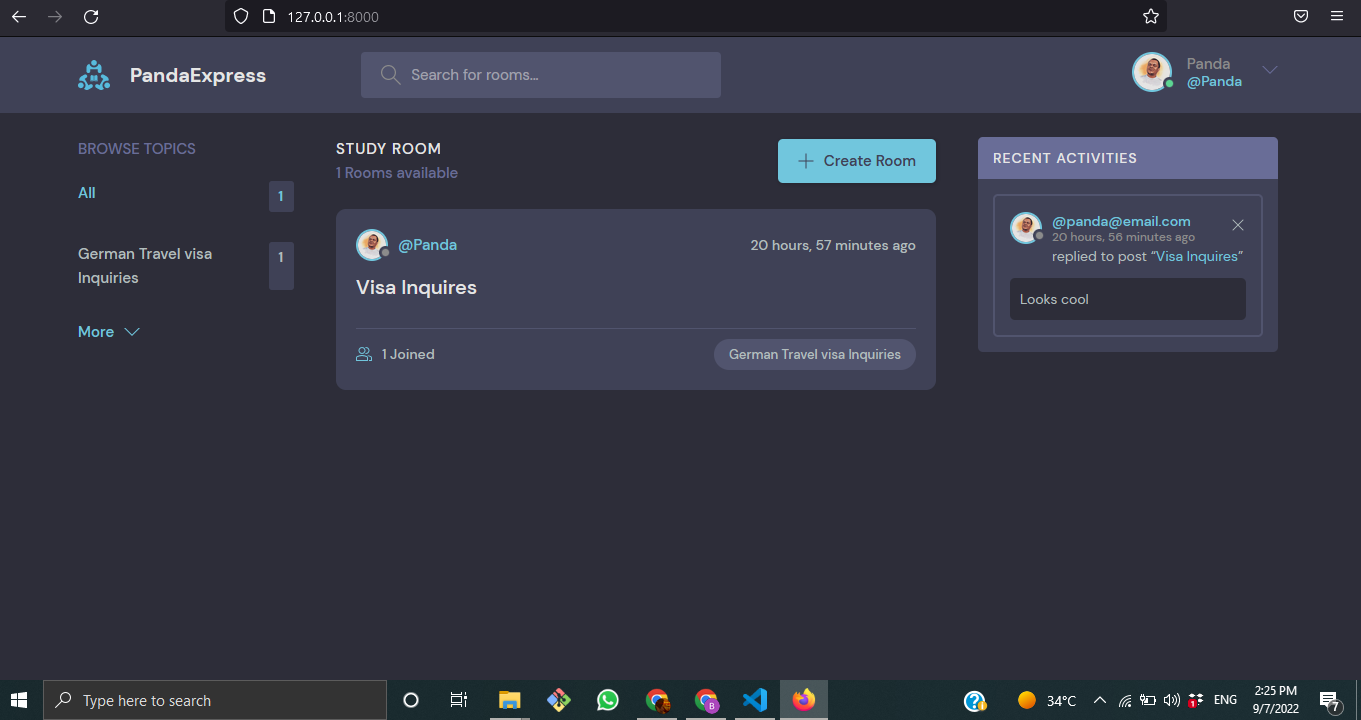 127.0.0.1:8000
PandaExpress
Search for rooms...
Panda
@Panda
BROWSE TOPICS
All
1
German Travel visa
Inquiries
1
More
STUDY ROOM
1 Rooms available
Create Room
@Panda
20 hours, 57 minutes ago
Visa Inquires
1 Joined
German Travel visa Inquiries
RECENT ACTIVITIES
@panda@email.com
20 hours, 56 minutes ago
replied to post “Visa Inquires”
Looks cool
Type here to search
B
34°C
1
ENG
2:25 PM
9/7/2022
7